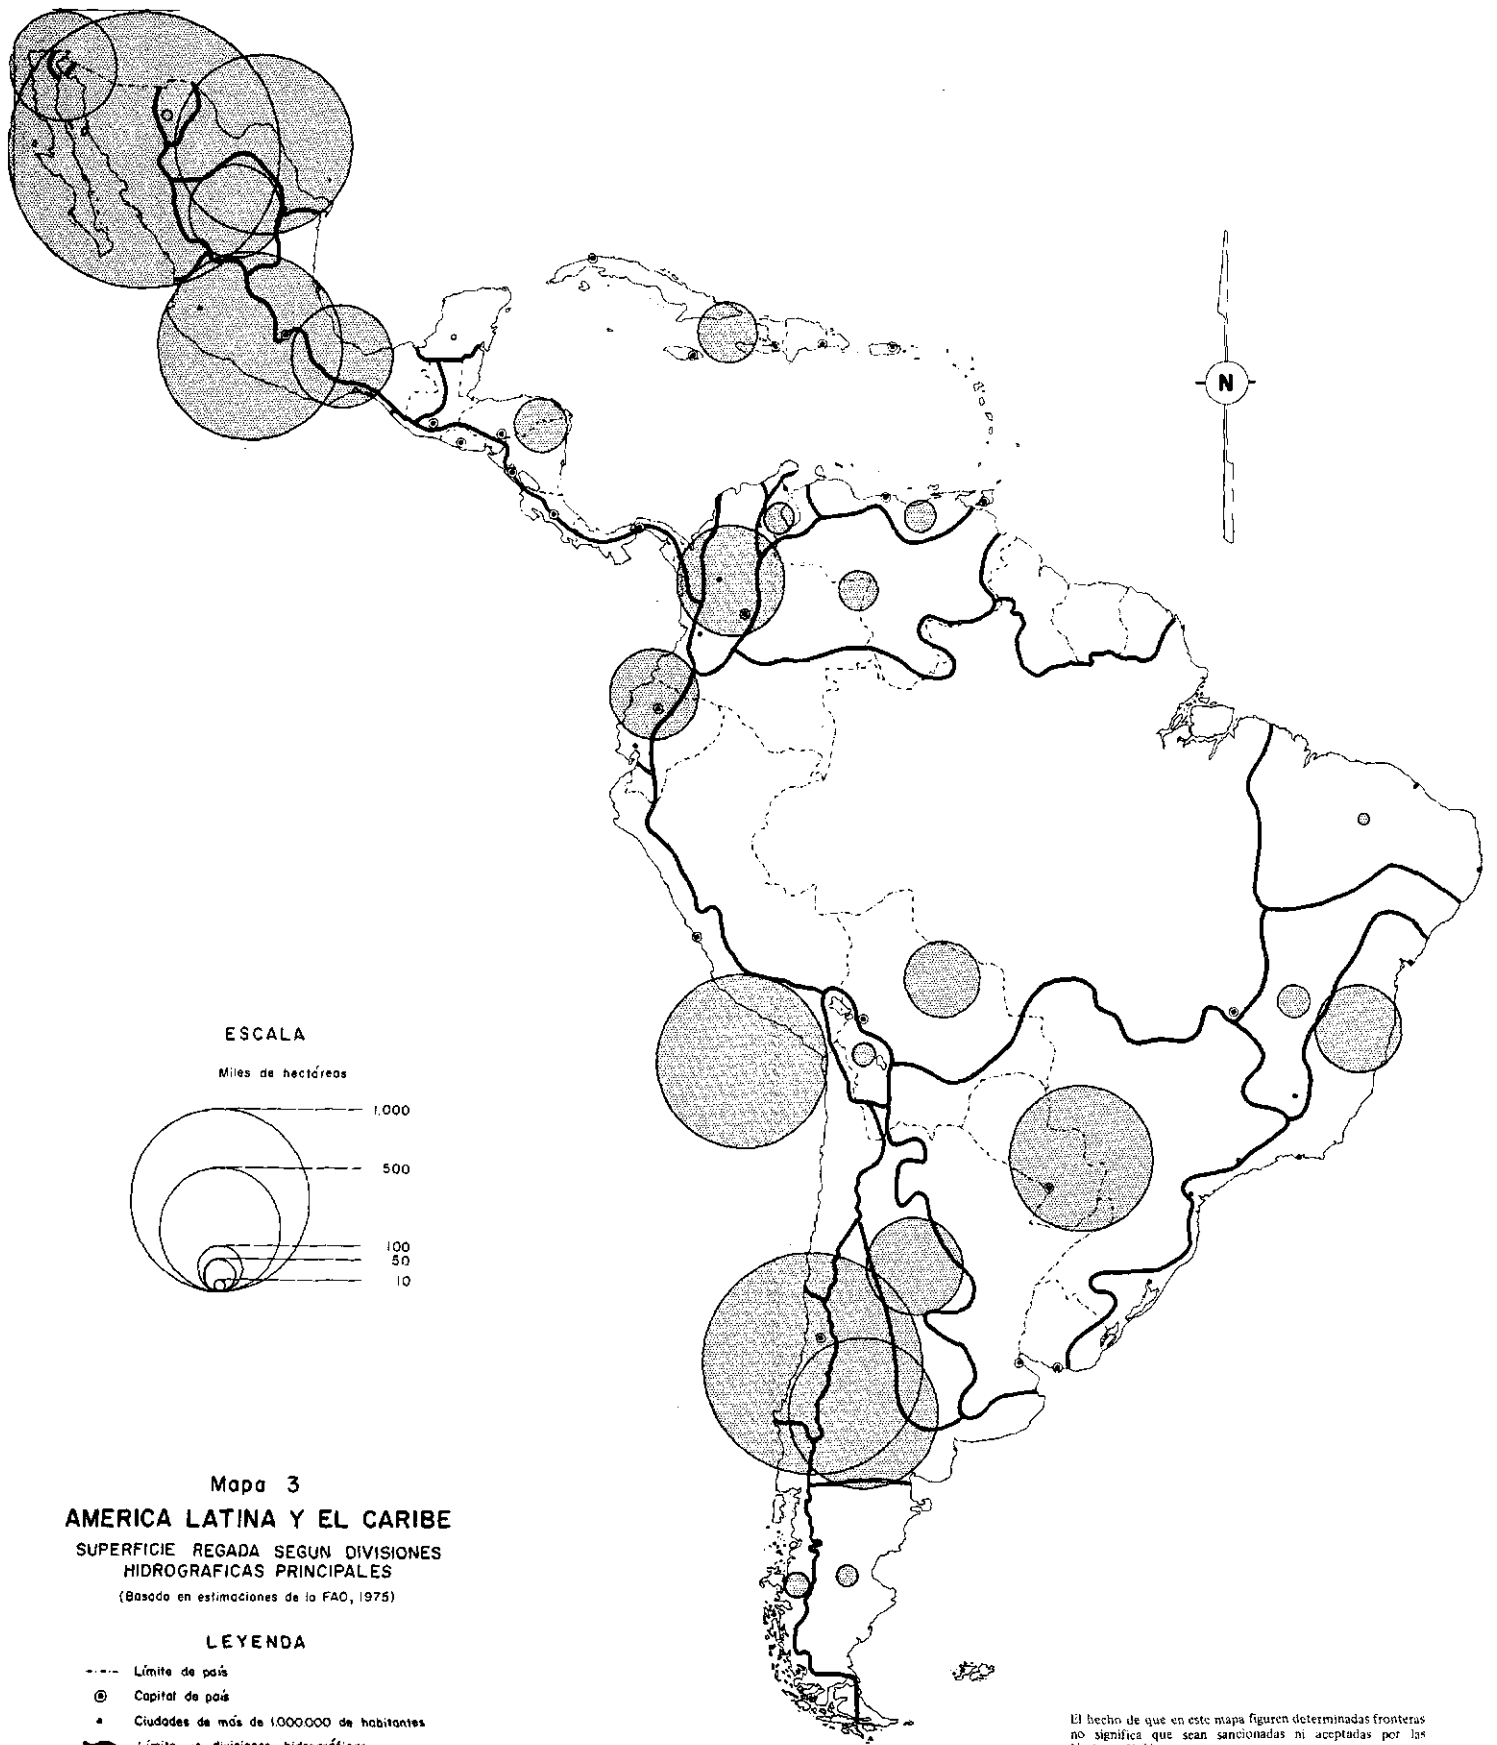 N
ESCALA
Miles de hectáreas
1,000
500
100
50
10
Mapa 3
AMERICA LATINA Y EL CARIBE
SUPERFICIE REGADA SEGUN DIVISIONES
HIDROGRAFICAS PRINCIPALES
(Basado en estimaciones de la FAO, 1975)
LEYENDA
Límite de país
Capital de país
Ciudades de más de 1.000.000 de habitantes
El hecho de que en este mapa figuren determinadas fronteras
no significa que sean sancionadas ni aceptadas por las